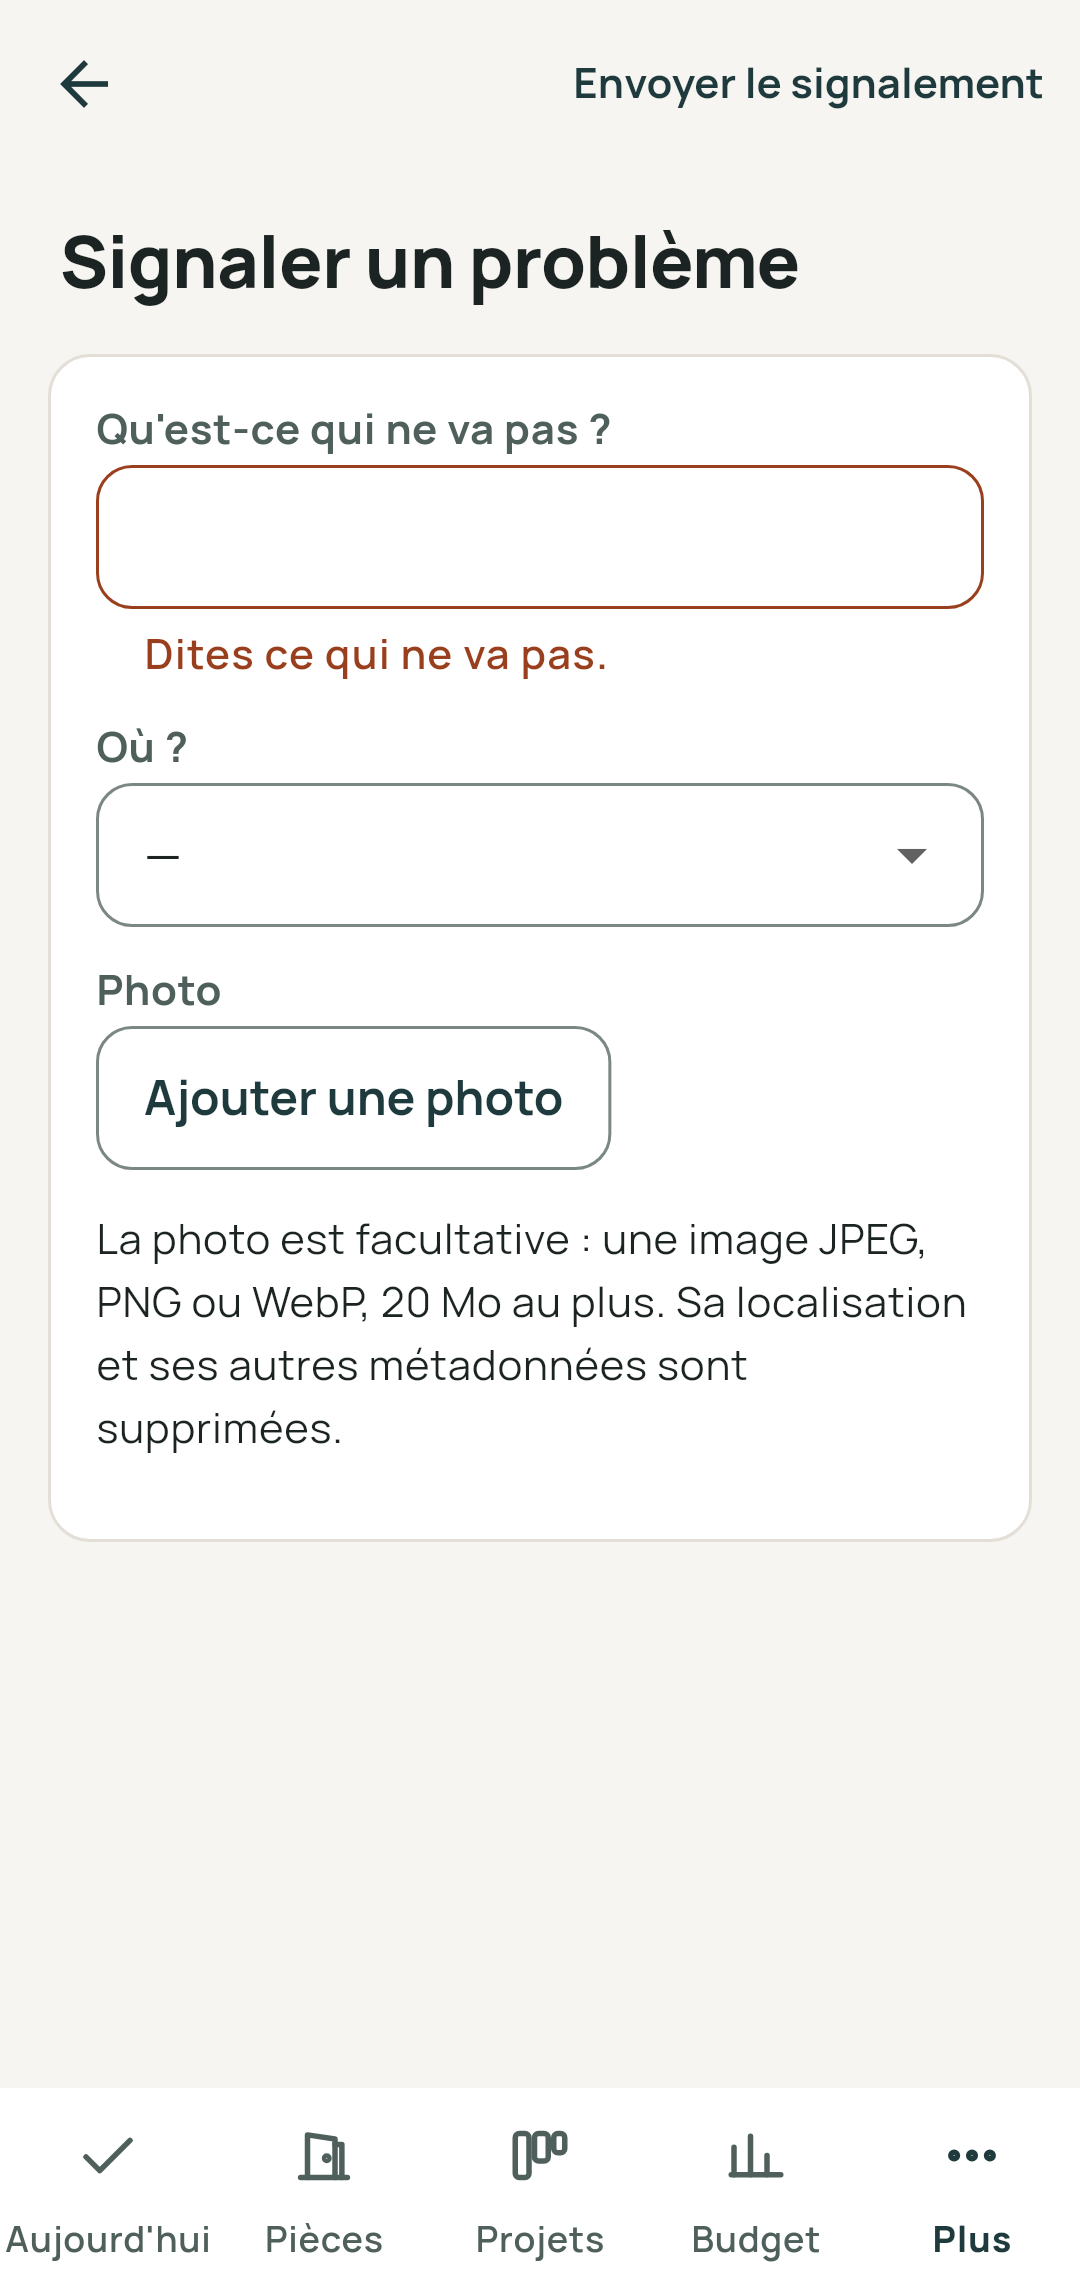 Envoyer le signalement
Signaler un problème
Qu'est-ce qui ne va pas ?
Dites ce qui ne va pas.
Où ?
—
Photo
Ajouter une photo
La photo est facultative : une image JPEG,
PNG ou WebP, 20 Mo au plus. Sa localisation
et ses autres métadonnées sont
supprimées.
Aujourd'hui
Pièces
Projets
Budget
Plus